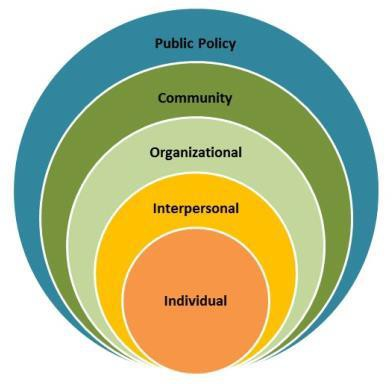 Public Policy
Community
Organizational
Interpersonal
Individual